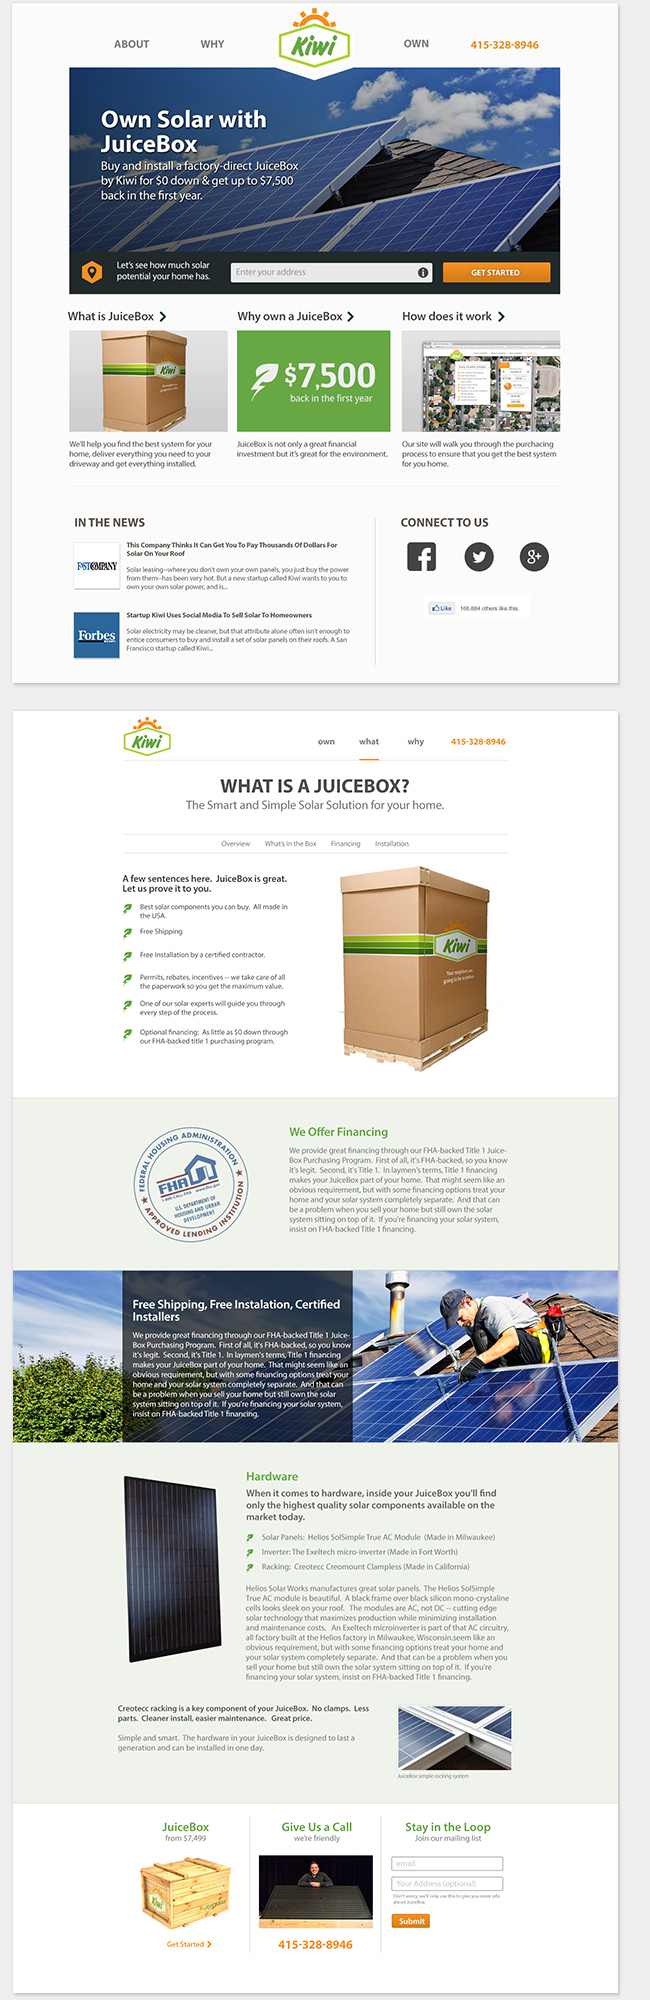 ABOUT
WHY
Kiwi
OWN
415-328-8946
Own Solar with
JuiceBox
Buy and install a factory-direct JuiceBox
by Kiwi for $0 down & get up to $7,500
back in the first year.
Let's see how much solar
potential your home has.
Enter your address
GET STARTED
What is JuiceBox
Why own a JuiceBox
How does it work
Kiwi
$7,500
back in the first year
We'll help you find the best system for your
home, deliver everything you need to your
driveway and get everything installed.
JuiceBox is not only a great financial
investment but it's great for the environment.
Our site will walk you through the purchacing
process to ensure that you get the best system
for you home.
IN THE NEWS
CONNECT TO US
FAST COMPANY
This Company Thinks It Can Get You To Pay Thousands Of Dollars For
Solar On Your Roof
Solar leasing--where you don't own your own panels, you just buy the power
from them--has been very hot. But a new startup called Kiwi wants to you to
own your own solar power, and is...
Like
166,884 others like this.
Forbes
Startup Kiwi Uses Social Media To Sell Solar To Homeowners
Solar electricity may be cleaner, but that attribute alone often isn't enough to
entice consumers to buy and install a set of solar panels on their roofs. A San
Francisco startup called Kiwi...
Kiwi
own
what
why
415-328-8946
WHAT IS A JUICEBOX?
The Smart and Simple Solar Solution for your home.
Overview
What's in the Box
Financing
Installation
A few sentences here. JuiceBox is great.
Let us prove it to you.
Best solar components you can buy. All made in
the USA.
Free Shipping
Free Installation by a certified contractor.
Permits, rebates, incentives -- we take care of all
the paperwork so you get the maximum value.
One of our solar experts will guide you through
every step of the process.
Optional financing: As little as $0 down through
our FHA-backed title 1 purchasing program.
Kiwi
Your neighbors are
going to be so jealous.
FEDERAL HOUSING ADMINISTRATION
FHA
1-800-CALL-FHA www.fha.gov
U.S. DEPARTMENT
OF HOUSING AND URBAN
DEVELOPMENT
APPROVED LENDING INSTITUTION
We Offer Financing
We provide great financing through our FHA-backed Title 1 Juice-
Box Purchasing Program. First of all, it's FHA-backed, so you know
it's legit. Second, it's Title 1. In laymen's terms, Title 1 financing
makes your JuiceBox part of your home. That might seem like an
obvious requirement, but with some financing options treat your
home and your solar system completely separate. And that can
be a problem when you sell your home but still own the solar
system sitting on top of it. If you're financing your solar system,
insist on FHA-backed Title 1 financing.
Free Shipping, Free Instalation, Certified
Installers
We provide great financing through our FHA-backed Title 1 Juice-
Box Purchasing Program. First of all, it's FHA-backed, so you know
it's legit. Second, it's Title 1. In laymen's terms, Title 1 financing
makes your JuiceBox part of your home. That might seem like an
obvious requirement, but with some financing options treat your
home and your solar system completely separate. And that can
be a problem when you sell your home but still own the solar
system sitting on top of it. If you're financing your solar system,
insist on FHA-backed Title 1 financing.
Hardware
When it comes to hardware, inside your JuiceBox you'll find
only the highest quality solar components available on the
market today.
Solar Panels: Helios SolSimple True AC Module (Made in Milwaukee)
Inverter: The Exeltech micro-inverter (Made in Fort Worth)
Racking: Creotecc Creomount Clampless (Made in California)
Helios Solar Works manufactures great solar panels. The Helios SolSimple
True AC module is beautiful. A black frame over black silicon mono-crystaline
cells looks sleek on your roof. The modules are AC, not DC -- cutting edge
solar technology that maximizes production while minimizing installation
and maintenance costs. An Exeltech microinverter is part of that AC circuitry,
all factory built at the Helios factory in Milwaukee, Wisconsin.seem like an
obvious requirement, but with some financing options treat your home and
your solar system completely separate. And that can be a problem when you
sell your home but still own the solar system sitting on top of it. If you're
financing your solar system, insist on FHA-backed Title 1 financing.
Creotecc racking is a key component of your JuiceBox. No clamps. Less
parts. Cleaner install, easier maintenance. Great price.
Simple and smart. The hardware in your JuiceBox is designed to last a
generation and can be installed in one day.
JuiceBox simple racking system
JuiceBox
from $7,499
Kiwi
Get Started
Give Us a Call
we're friendly
415-328-8946
Stay in the Loop
Join our mailing list
email
Your Address (optional)
Don't worry, we'll only use this to give you more info
about JuiceBox.
Submit